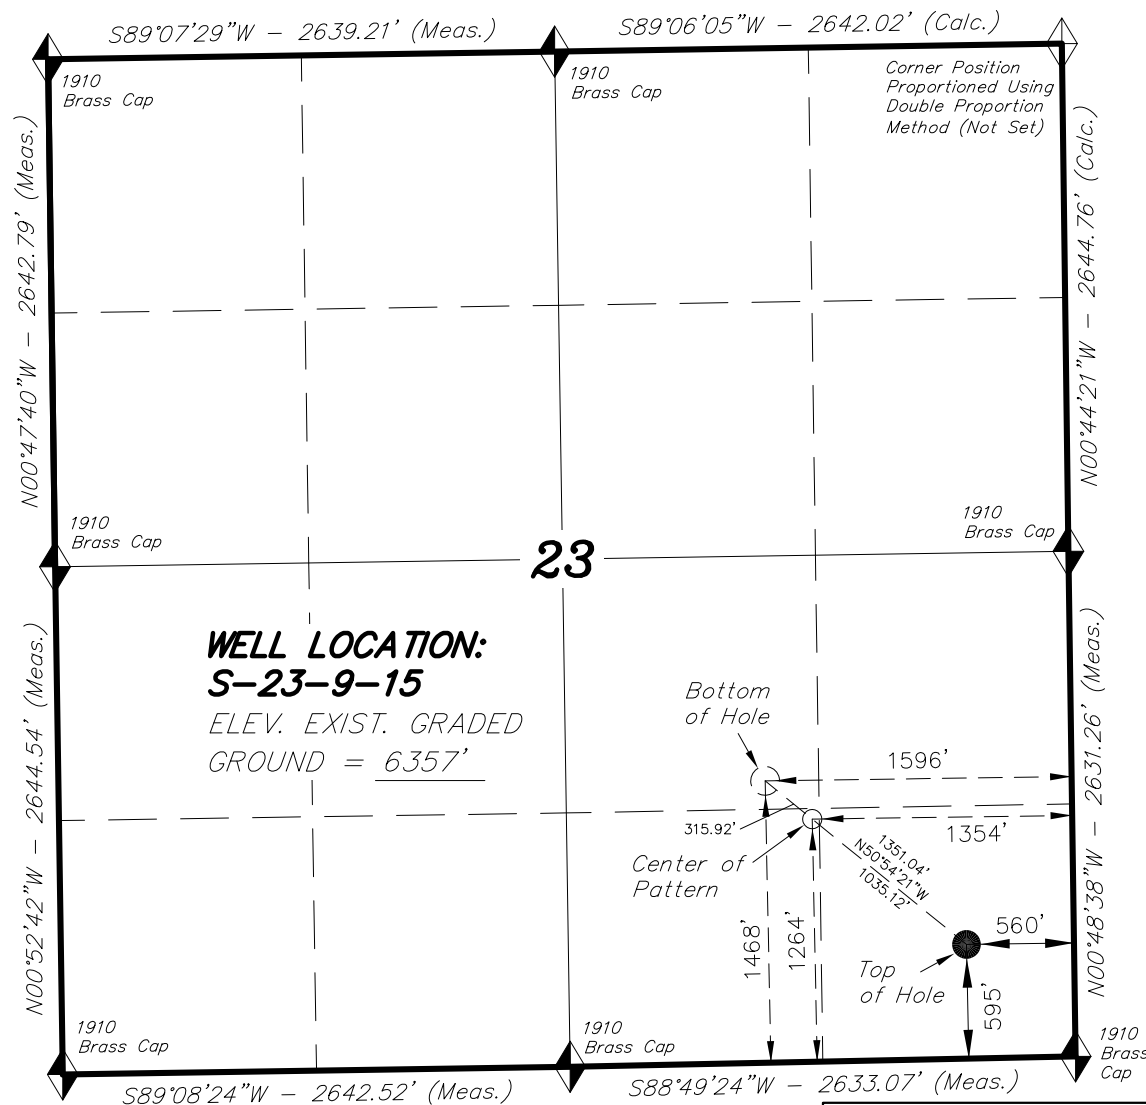 S89°07'29"W - 2639.21' (Meas.)
S89°06'05"W - 2642.02' (Calc.)
1910
Brass Cap
1910
Brass Cap
Corner Position
Proportioned Using
Double Proportion
Method (Not Set)
N00°47'40"W - 2642.79' (Meas.)
N00°44'21"W - 2644.76' (Calc.)
1910
Brass Cap
1910
Brass Cap
23
WELL LOCATION:
S-23-9-15
ELEV. EXIST. GRADED
GROUND = 6357'
N00°52'42"W - 2644.54' (Meas.)
N00°48'38"W - 2631.26' (Meas.)
Bottom
of Hole
1596'
315.92'
1354'
Center of
Pattern
1351.04'
N50°54'21"W
1035.12'
1468'
1264'
560'
Top
of Hole
595'
1910
Brass Cap
1910
Brass Cap
1910
Brass
Cap
S89°08'24"W - 2642.52' (Meas.)
S88°49'24"W - 2633.07' (Meas.)